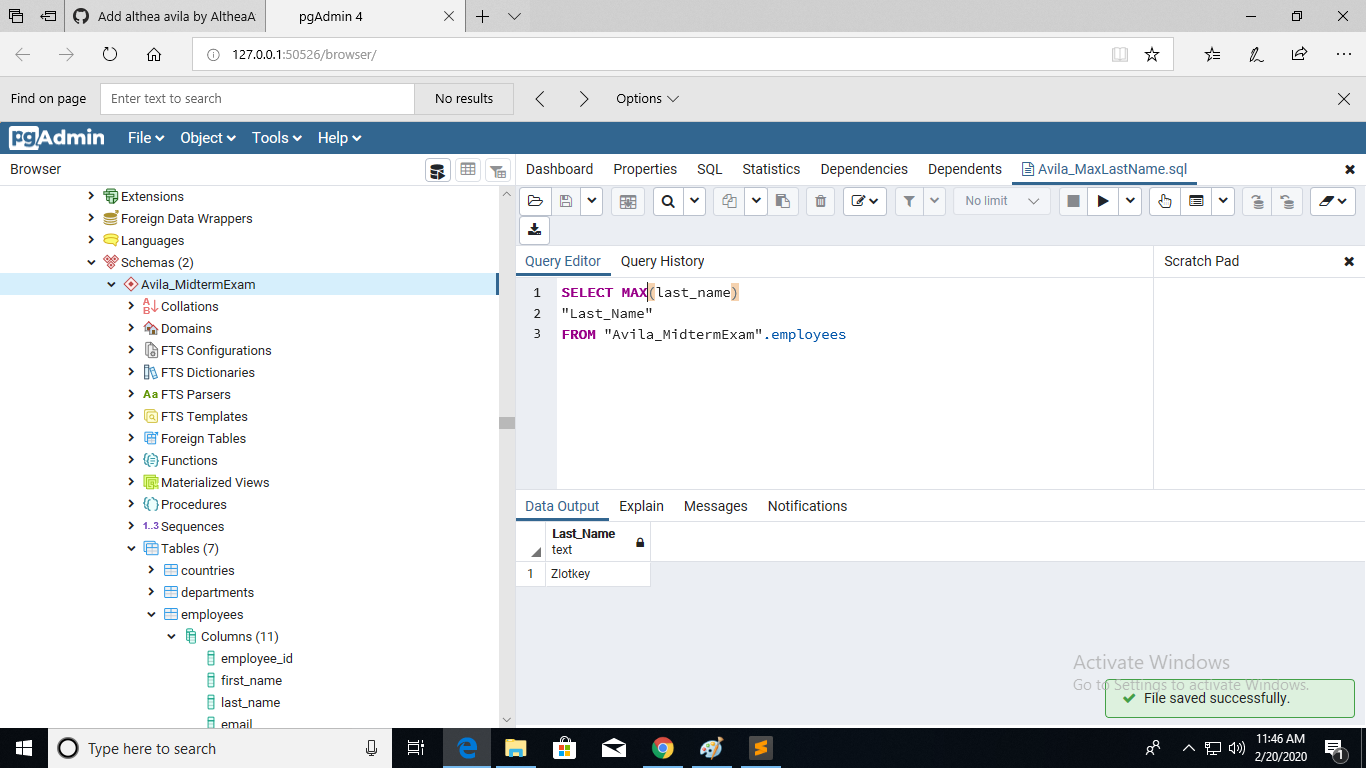 Add althea avila by AltheaA
pgAdmin 4
127.0.0.1:50526/browser/
Find on page
Enter text to search
No results
Options
pgAdmin
File
Object
Tools
Help
Browser
Dashboard
Properties
SQL
Statistics
Dependencies
Dependents
Avila_MaxLastName.sql
No limit
Extensions
Foreign Data Wrappers
Languages
Schemas (2)
Avila_MidtermExam
Collations
Domains
FTS Configurations
FTS Dictionaries
Aa FTS Parsers
FTS Templates
Foreign Tables
Functions
Materialized Views
Procedures
1..3 Sequences
Tables (7)
countries
departments
employees
Columns (11)
employee_id
first_name
last_name
email
Query Editor
Query History
Scratch Pad
1 SELECT MAX(last_name)
2 "Last_Name"
3 FROM "Avila_MidtermExam".employees
Data Output
Explain
Messages
Notifications
Last_Name
text
1 Zlotkey
Activate Windows
Go to Settings to activate Windows.
File saved successfully.
Type here to search
11:46 AM
2/20/2020
1